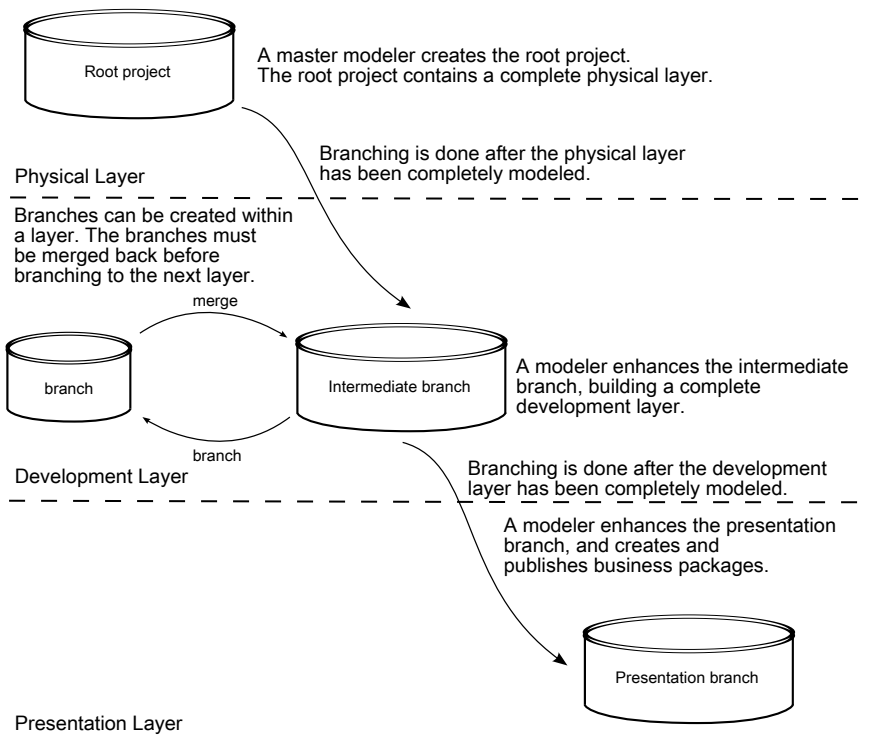 Root project
A master modeler creates the root project.
The root project contains a complete physical layer.
Branching is done after the physical layer
has been completely modeled.
Physical Layer
Branches can be created within
a layer. The branches must
be merged back before
branching to the next layer.
merge
branch
Intermediate branch
A modeler enhances the intermediate
branch, building a complete
development layer.
branch
Development Layer
Branching is done after the development
layer has been completely modeled.
A modeler enhances the presentation
branch, and creates and
publishes business packages.
Presentation branch
Presentation Layer